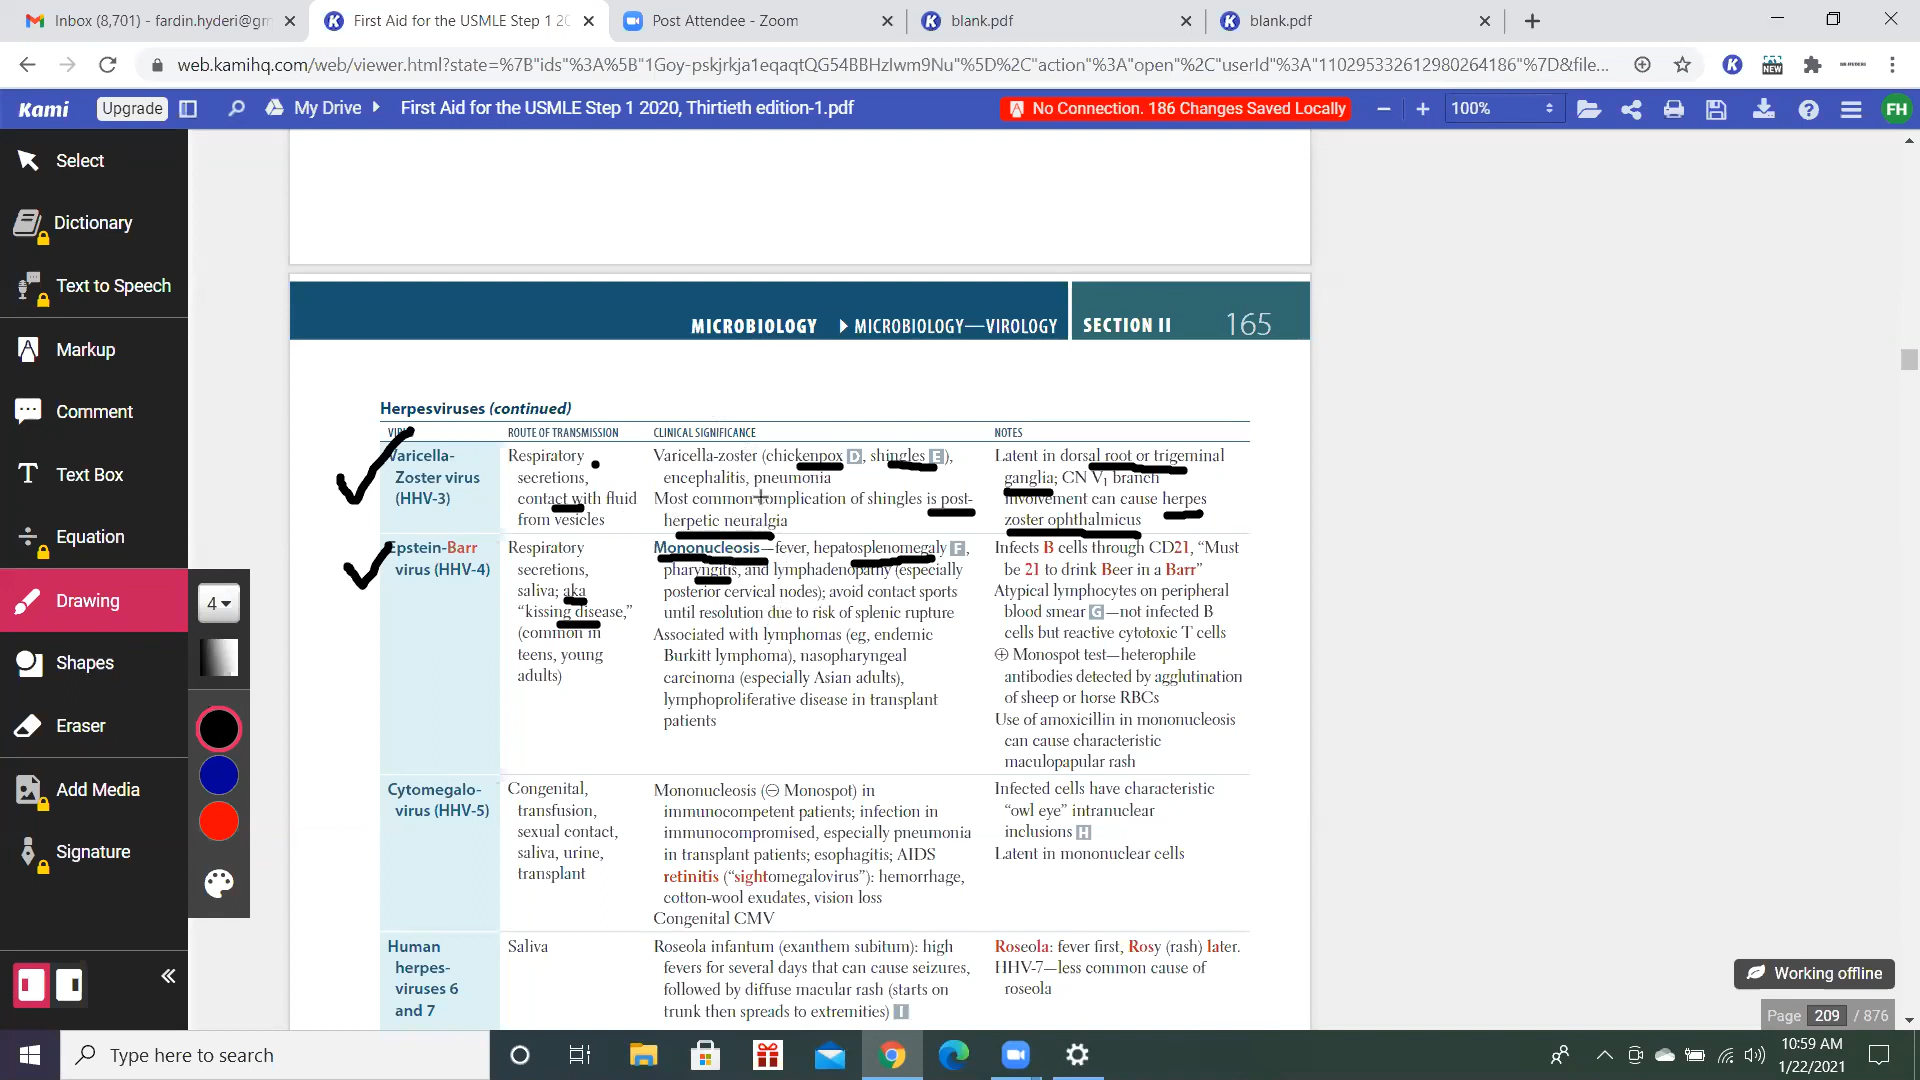 Inbox (8,701) - fardin.hyderi@gm
First Aid for the USMLE Step 1 20
Post Attendee - Zoom
blank.pdf
blank.pdf
web.kamihq.com/web/viewer.html?state=%7B"ids"%3A%5B"1Goy-pskjrkja1eqaqtQG54BBHzIwm9Nu"%5D%2C"action"%3A"open"%2C"userId"%3A"110295332612980264186"%7D&file...
NEW
Kami
Upgrade
My Drive
First Aid for the USMLE Step 1 2020, Thirtieth edition-1.pdf
No Connection. 186 Changes Saved Locally
100%
FH
Select
Dictionary
Text to Speech
Markup
Comment
Text Box
Equation
Drawing
4
Shapes
Eraser
Add Media
Signature
MICROBIOLOGY MICROBIOLOGY—VIROLOGY SECTION II 165
Herpesviruses (continued)
ROUTE OF TRANSMISSION
CLINICAL SIGNIFICANCE
NOTES
Varicella-
Zoster virus
(HHV-3)
Respiratory
secretions,
contact with fluid
from vesicles
Varicella-zoster (chickenpox D, shingles E),
encephalitis, pneumonia
Most common complication of shingles is post-
herpetic neuralgia
Latent in dorsal root or trigeminal
ganglia; CN V1 branch
involvement can cause herpes
zoster ophthalmicus
Epstein-Barr
virus (HHV-4)
Respiratory
secretions,
saliva; aka
“kissing disease,”
(common in
teens, young
adults)
Mononucleosis—fever, hepatosplenomegaly F,
pharyngitis, and lymphadenopathy (especially
posterior cervical nodes); avoid contact sports
until resolution due to risk of splenic rupture
Associated with lymphomas (eg, endemic
Burkitt lymphoma), nasopharyngeal
carcinoma (especially Asian adults),
lymphoproliferative disease in transplant
patients
Infects B cells through CD21, “Must
be 21 to drink Beer in a Barr”
Atypical lymphocytes on peripheral
blood smear G—not infected B
cells but reactive cytotoxic T cells
⊕ Monospot test—heterophile
antibodies detected by agglutination
of sheep or horse RBCs
Use of amoxicillin in mononucleosis
can cause characteristic
maculopapular rash
Cytomegalo-
virus (HHV-5)
Congenital,
transfusion,
sexual contact,
saliva, urine,
transplant
Mononucleosis (⊖ Monospot) in
immunocompetent patients; infection in
immunocompromised, especially pneumonia
in transplant patients; esophagitis; AIDS
retinitis (“sightomegalovirus”): hemorrhage,
cotton-wool exudates, vision loss
Congenital CMV
Infected cells have characteristic
“owl eye” intranuclear
inclusions H
Latent in mononuclear cells
Human
herpes-
viruses 6
and 7
Saliva
Roseola infantum (exanthem subitum): high
fevers for several days that can cause seizures,
followed by diffuse macular rash (starts on
trunk then spreads to extremities) I
Roseola: fever first, Rosy (rash) later.
HHV-7—less common cause of
roseola
Working offline
Page 209 / 876
Type here to search
10:59 AM
1/22/2021